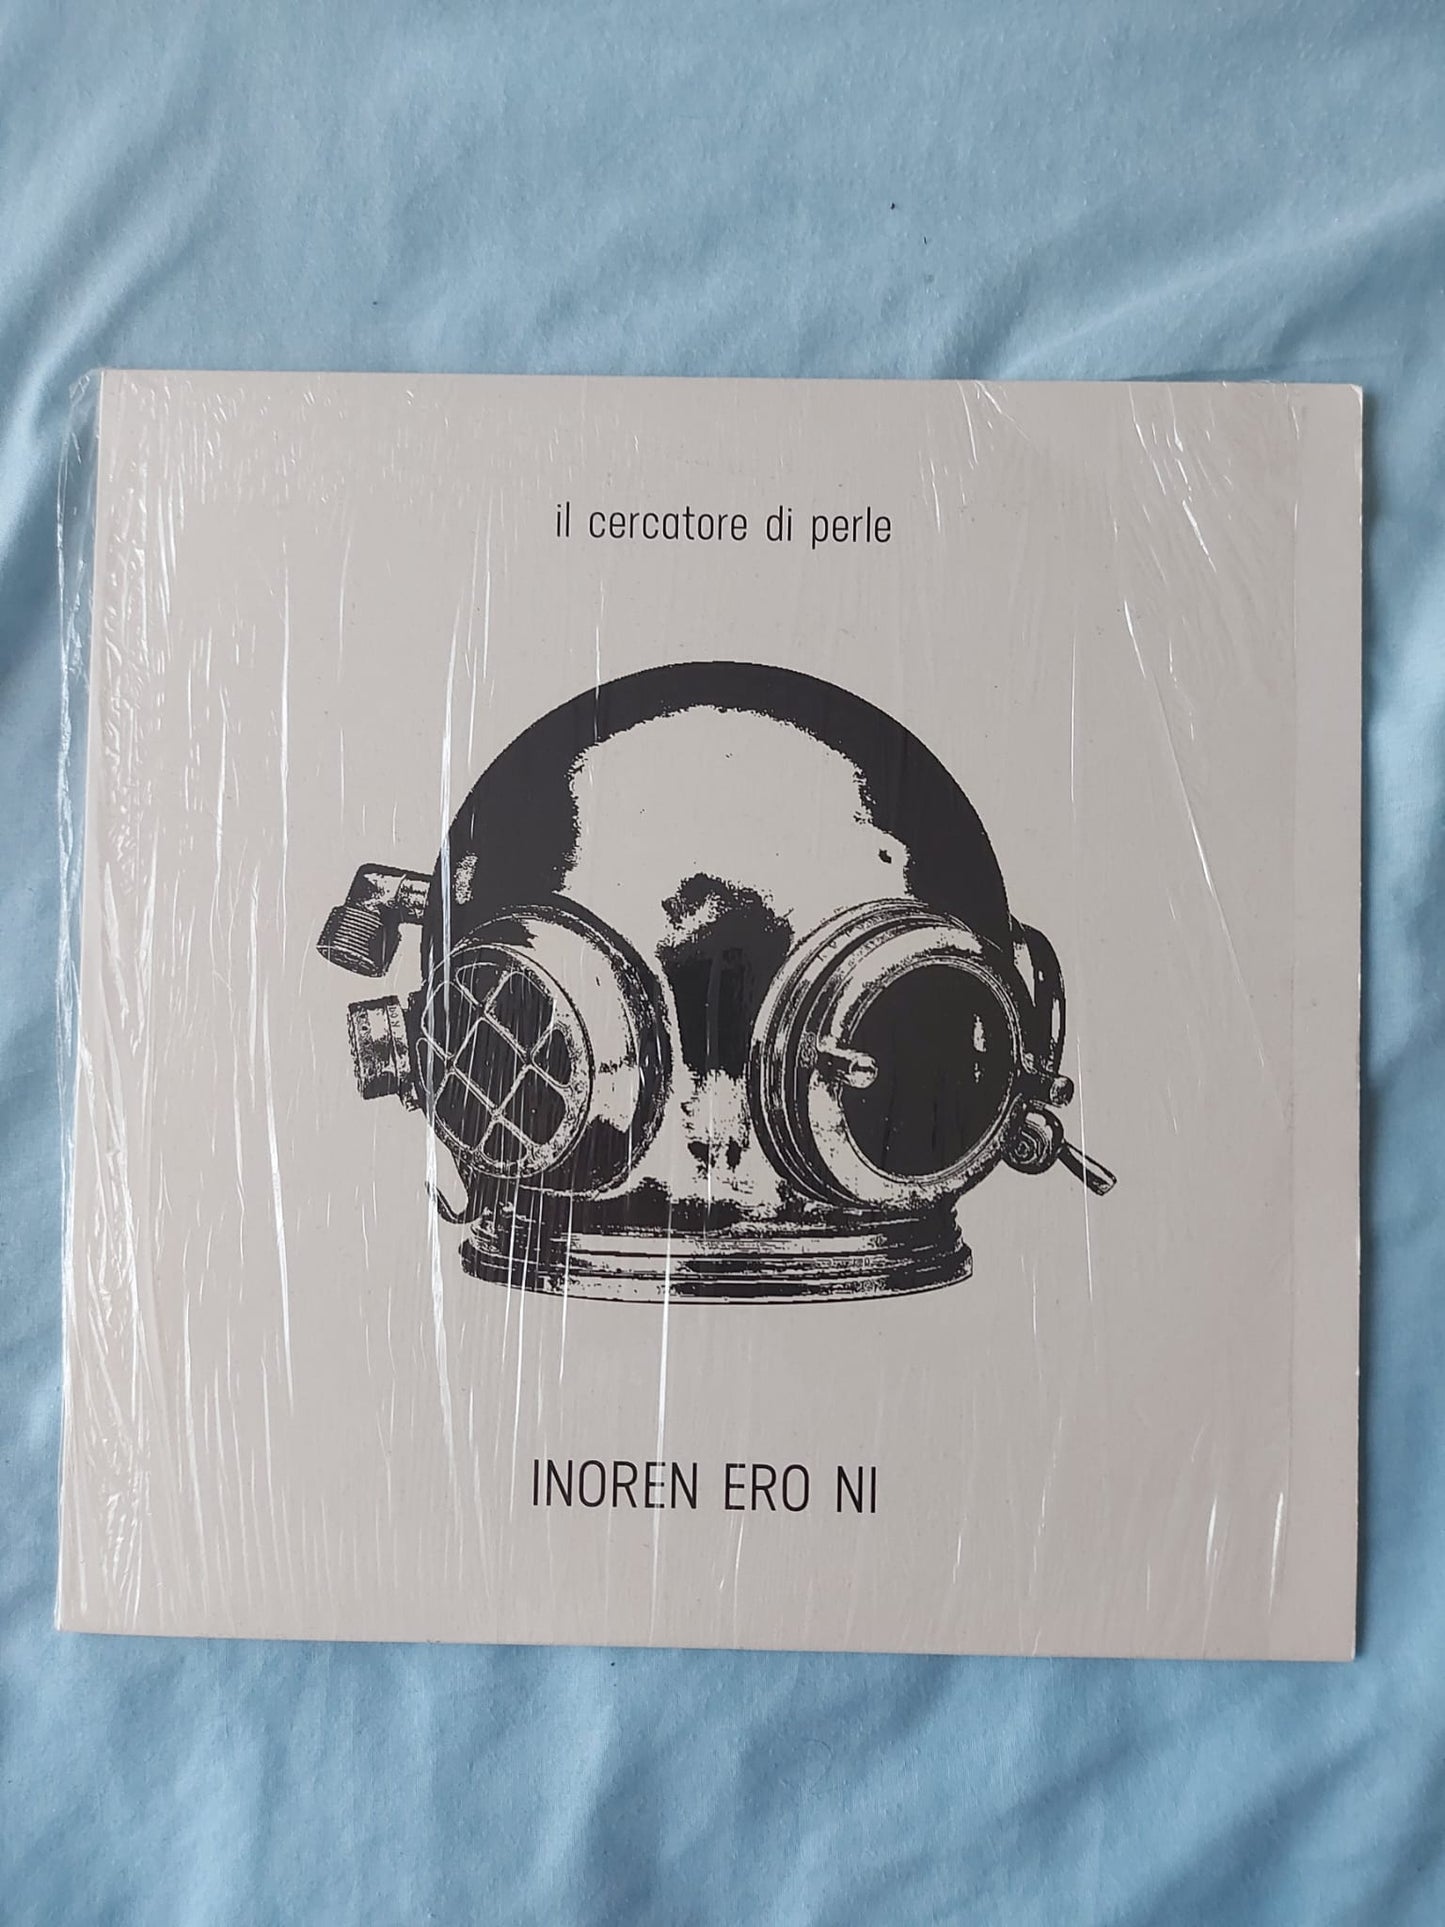 il cercatore di perle
INOREN ERO NI